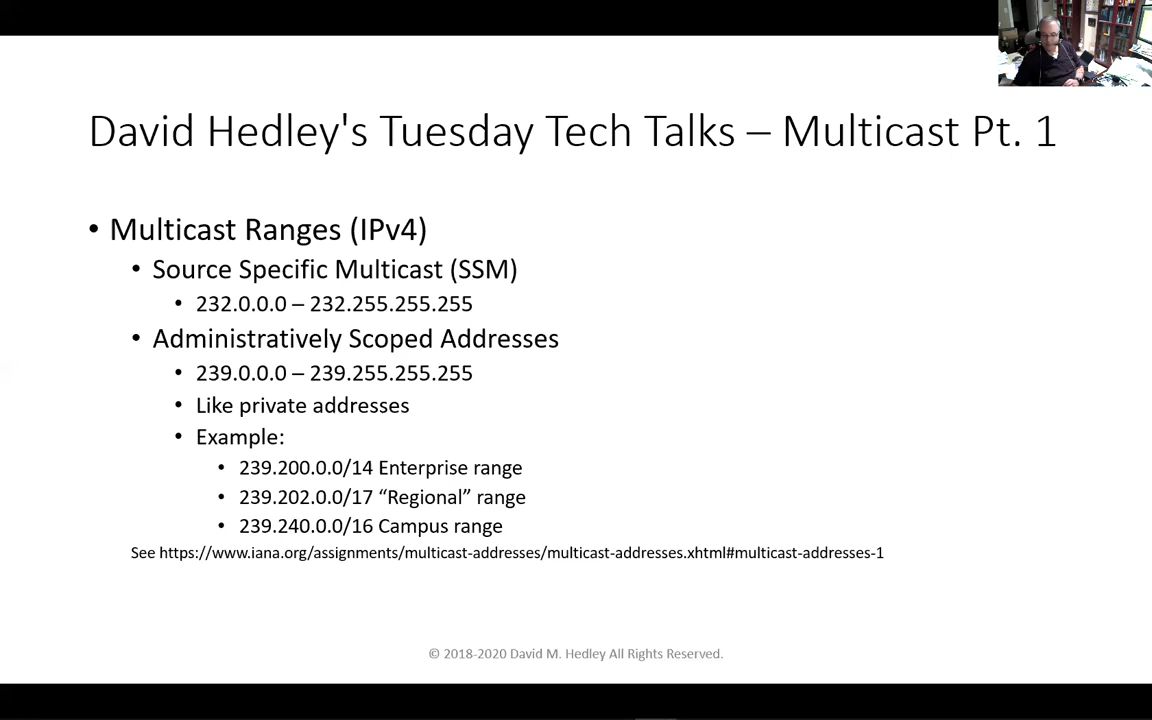 David Hedley's Tuesday Tech Talks – Multicast Pt. 1
• Multicast Ranges (IPv4)
• Source Specific Multicast (SSM)
• 232.0.0.0 – 232.255.255.255
• Administratively Scoped Addresses
• 239.0.0.0 – 239.255.255.255
• Like private addresses
• Example:
• 239.200.0.0/14 Enterprise range
• 239.202.0.0/17 “Regional” range
• 239.240.0.0/16 Campus range
See https://www.iana.org/assignments/multicast-addresses/multicast-addresses.xhtml#multicast-addresses-1
© 2018-2020 David M. Hedley All Rights Reserved.